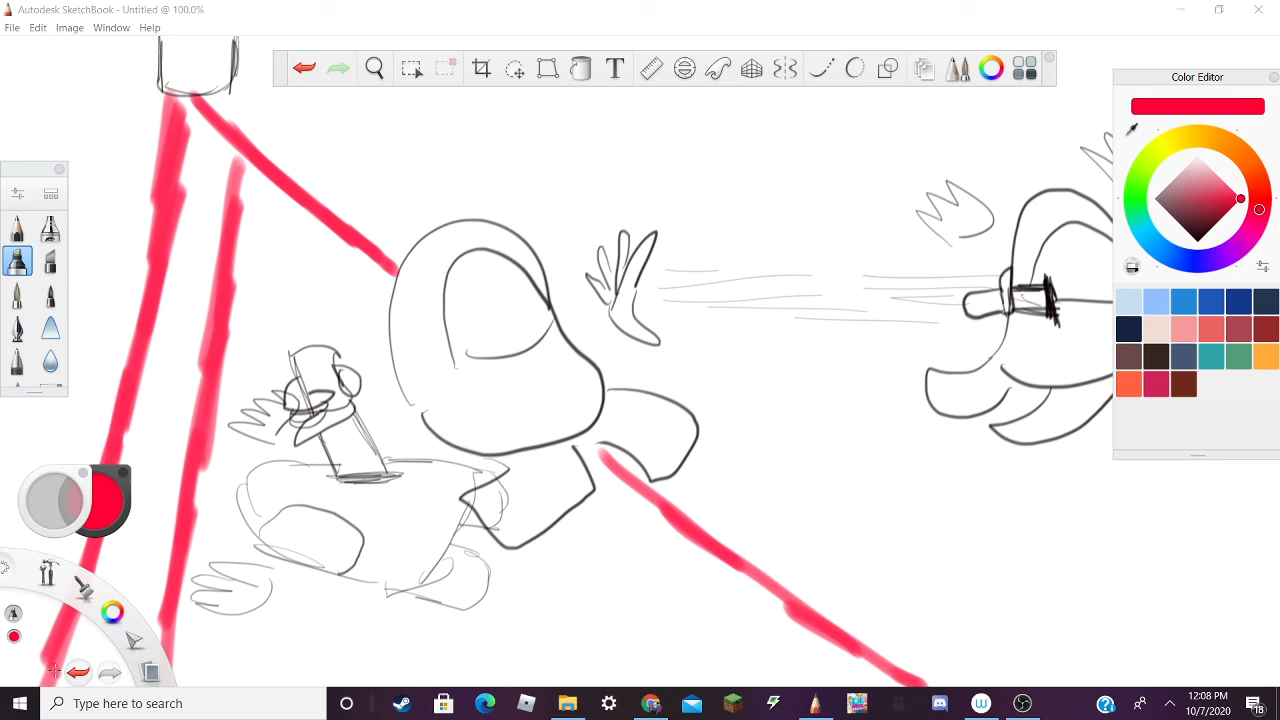 Autodesk SketchBook - Untitled @ 100.0%
File Edit Image Window Help
T
Color Editor
Type here to search
12:08 PM
10/7/2020
18